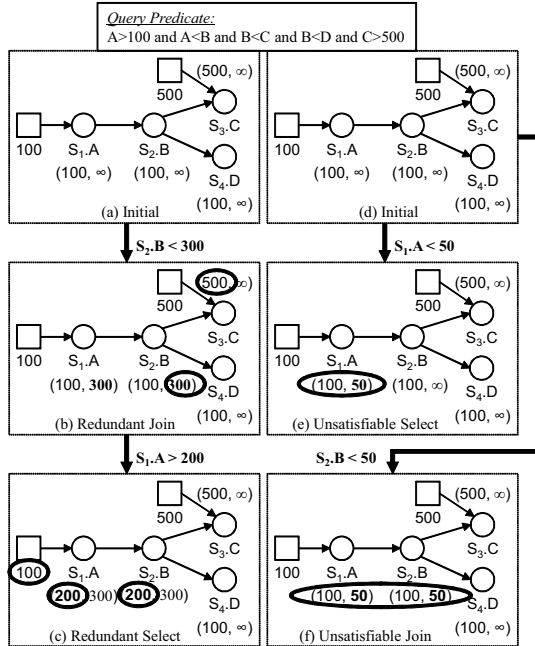 Query Predicate:
A>100 and A<B and B<C and B<D and C>500
(500, ∞)
500
S3.C
100
S1.A
S2.B
(100, ∞)
(100, ∞)
S4.D
(100, ∞)
(a) Initial
(500, ∞)
500
S3.C
100
S1.A
S2.B
(100, ∞)
(100, ∞)
S4.D
(100, ∞)
(d) Initial
S2.B < 300
S1.A < 50
(500, ∞)
500
S3.C
100
S1.A
S2.B
(100, 300)
(100, 300)
S4.D
(100, ∞)
(b) Redundant Join
(500, ∞)
500
S3.C
100
S1.A
S2.B
(100, 50)
(100, ∞)
S4.D
(100, ∞)
(e) Unsatisfiable Select
S1.A > 200
S2.B < 50
(500, ∞)
500
S3.C
100
S1.A
S2.B
(200, 300)
(200, 300)
S4.D
(100, ∞)
(c) Redundant Select
(500, ∞)
500
S3.C
100
S1.A
S2.B
(100, 50)
(100, 50)
S4.D
(100, ∞)
(f) Unsatisfiable Join